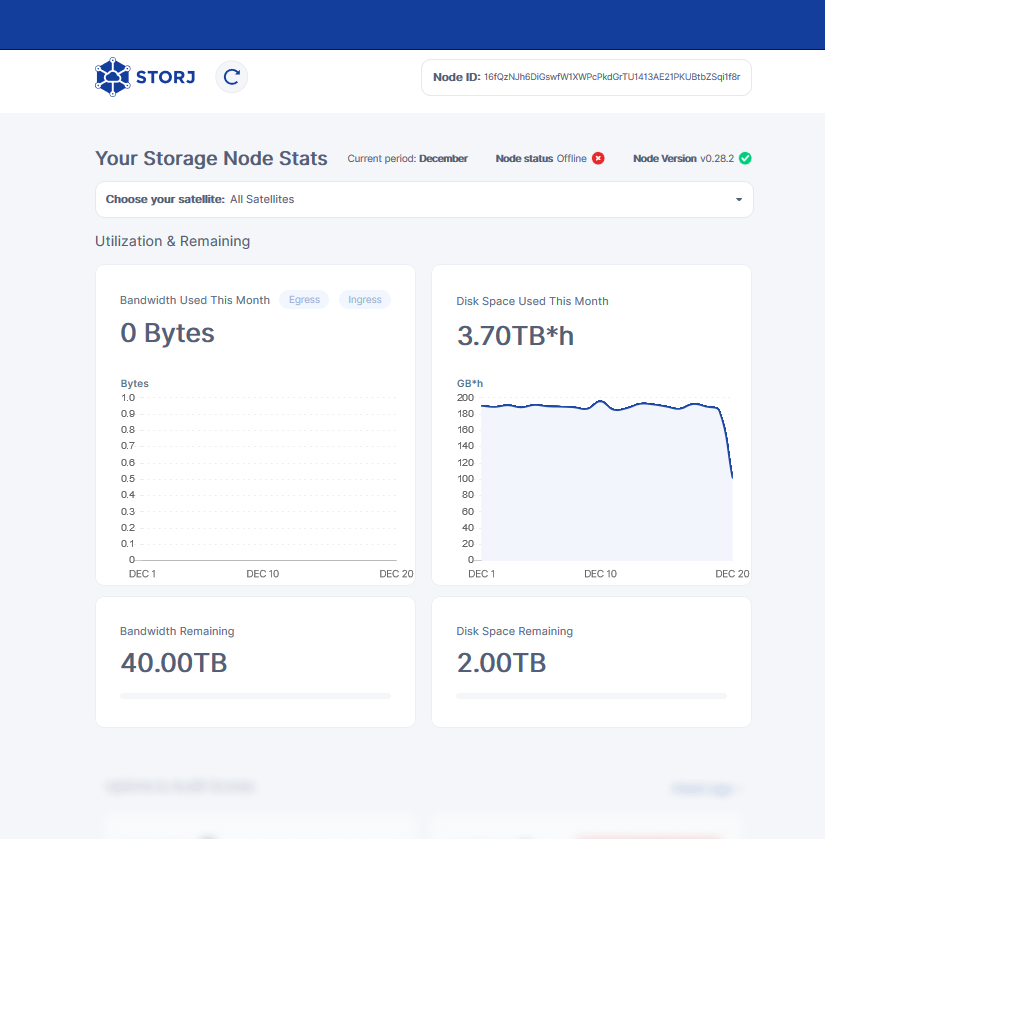 STORJ
Node ID: 16fQzNJh6DiGswfW1XWPcPkdGrTU1413AE21PKUBtbZSqi1f8r
Your Storage Node Stats Current period: December Node status Offline Node Version v0.28.2
Choose your satellite: All Satellites
Utilization & Remaining
Bandwidth Used This Month Egress Ingress
0 Bytes
Bytes
1.0
0.9
0.8
0.7
0.6
0.5
0.4
0.3
0.2
0.1
0
DEC 1 DEC 10 DEC 20
Disk Space Used This Month
3.70TB*h
GB*h
200
180
160
140
120
100
80
60
40
20
0
DEC 1 DEC 10 DEC 20
Bandwidth Remaining
40.00TB
Disk Space Remaining
2.00TB